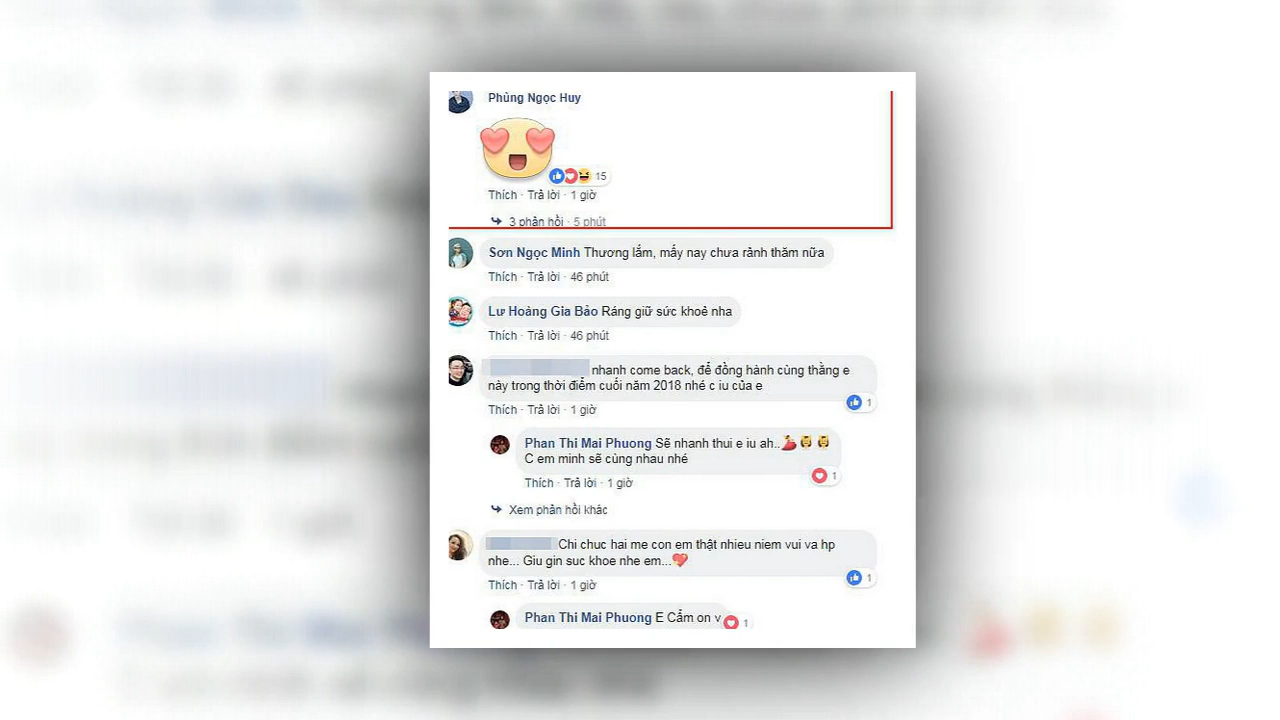 Phùng Ngọc Huy
15
Thích · Trả lời · 1 giờ
3 phản hồi · 5 phút
Sơn Ngọc Minh Thương lắm, mấy nay chưa rảnh thăm nữa
Thích · Trả lời · 46 phút
Lư Hoàng Gia Bảo Ráng giữ sức khoẻ nha
Thích · Trả lời · 46 phút
nhanh come back, để đồng hành cùng thằng e
này trong thời điểm cuối năm 2018 nhé c iu của e
1
Thích · Trả lời · 1 giờ
Phan Thi Mai Phuong Sẽ nhanh thui e iu ah..
C em minh sẽ cùng nhau nhé
1
Thích · Trả lời · 1 giờ
Xem phản hồi khác
Chi chuc hai me con em thật nhieu niem vui va hp
nhe... Giu gin suc khoe nhe em...
1
Thích · Trả lời · 1 giờ
Phan Thi Mai Phuong E Cẩm on v
1